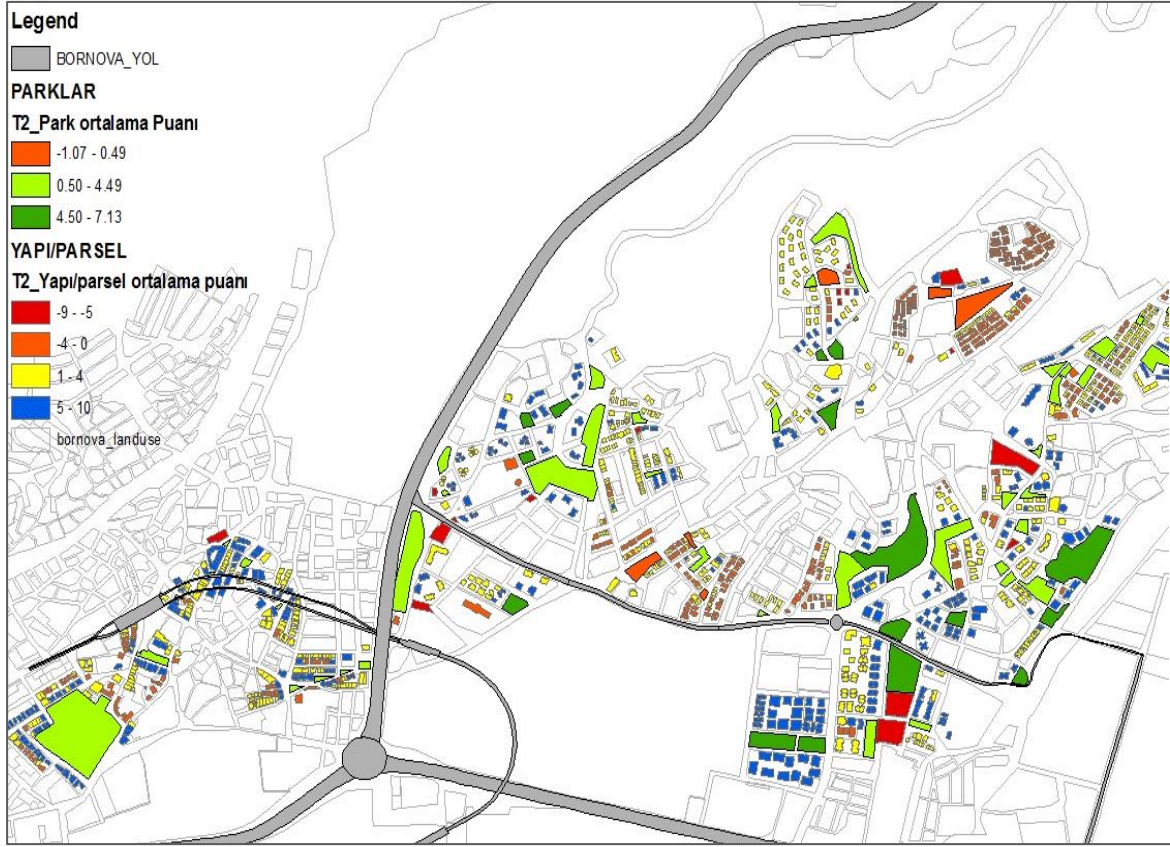 Legend
BORNOVA_YOL
PARKLAR
T2_Park ortalama Puanı
-1.07 - 0.49
0.50 - 4.49
4.50 - 7.13
YAPI/PARSEL
T2_Yapı/parsel ortalama puanı
-9 - -5
-4 - 0
1 - 4
5 - 10
bornova_landuse